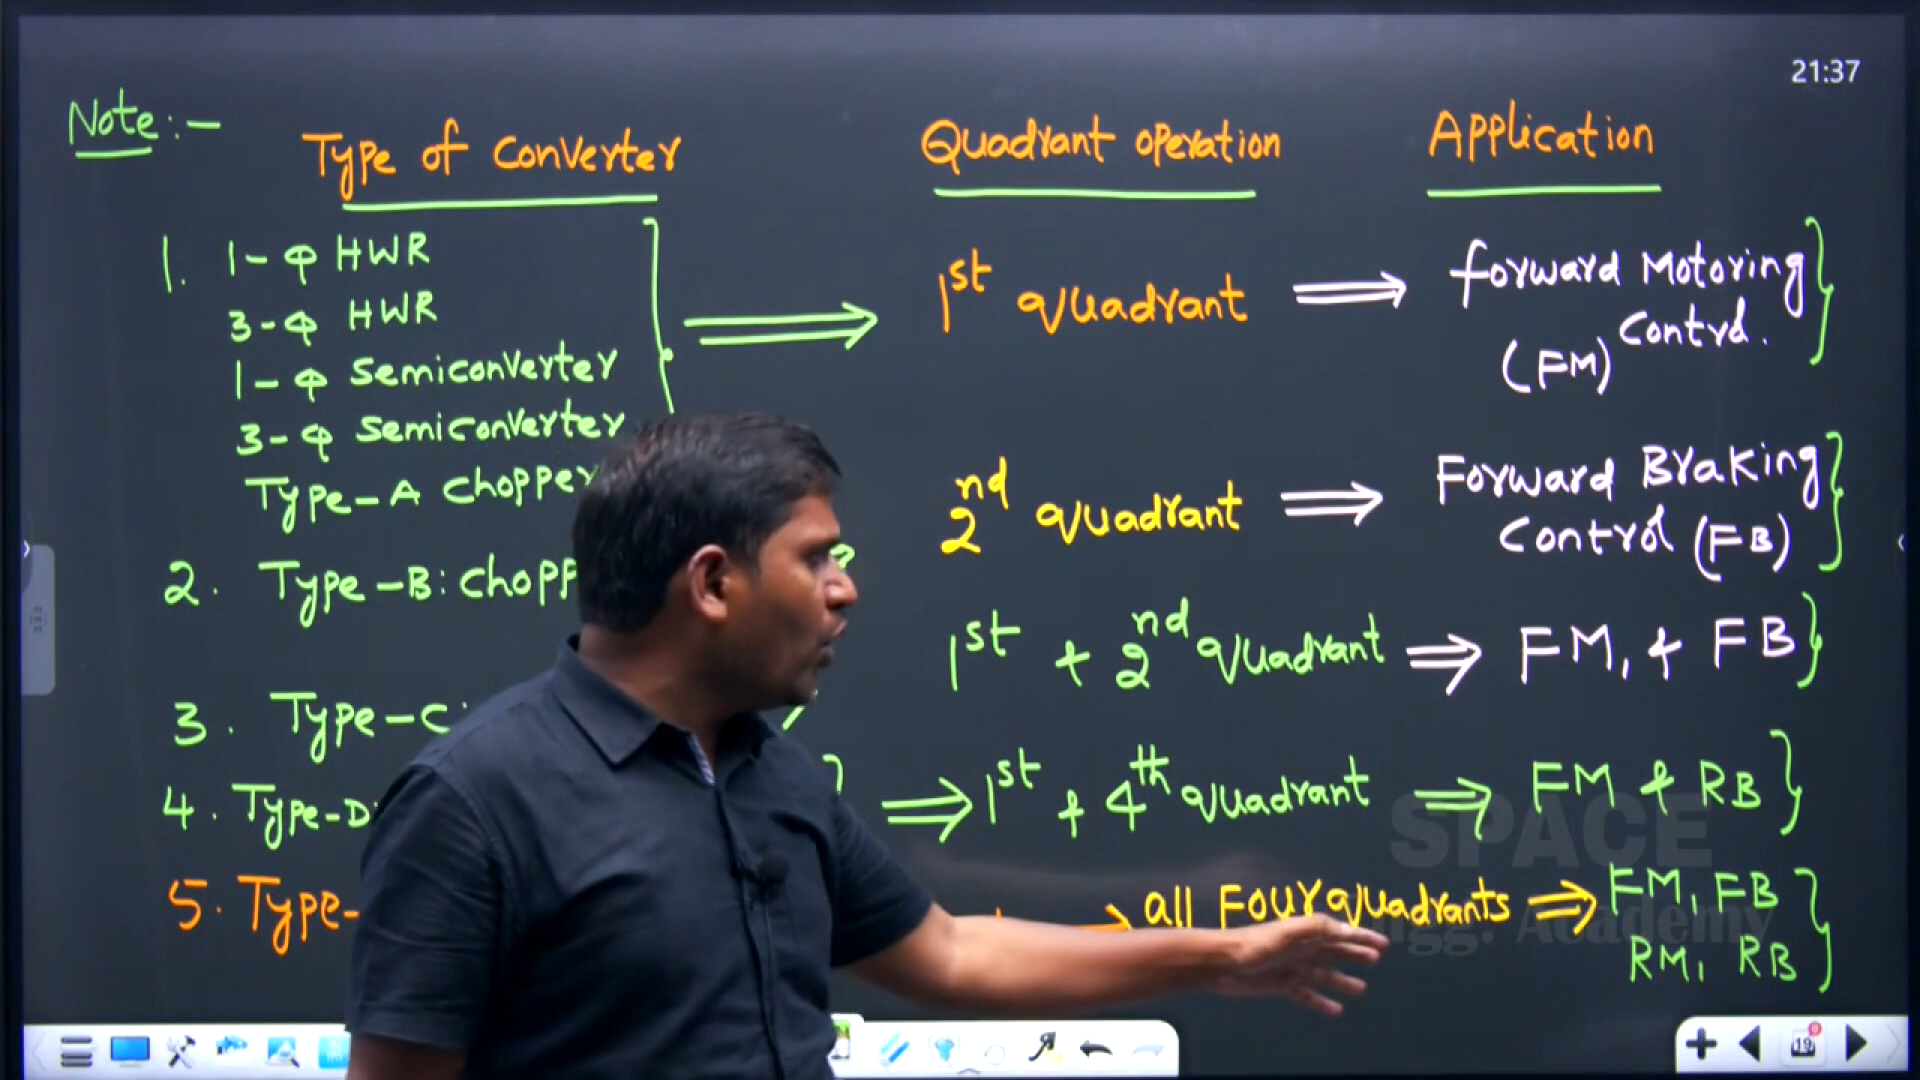 21:37
Note:-
Type of Converter Quadrant operation Application
1. 1-φ HWR
3-φ HWR
1-φ Semiconverter
3-φ Semiconverter
Type-A Chopper
1st quadrant ⟹ forward Motoring
Control.
(FM)
2. Type-B: Chopp
2nd quadrant ⟹ Forward Braking
Control (FB)
3. Type-C:
1st + 2nd quadrant ⟹ FM, & FB
4. Type-D:
⟹ 1st + 4th quadrant ⟹ FM & RB
5. Type-
all Four quadrants ⟹ FM, FB
RM, RB
SPACE
ngg. Academy
19